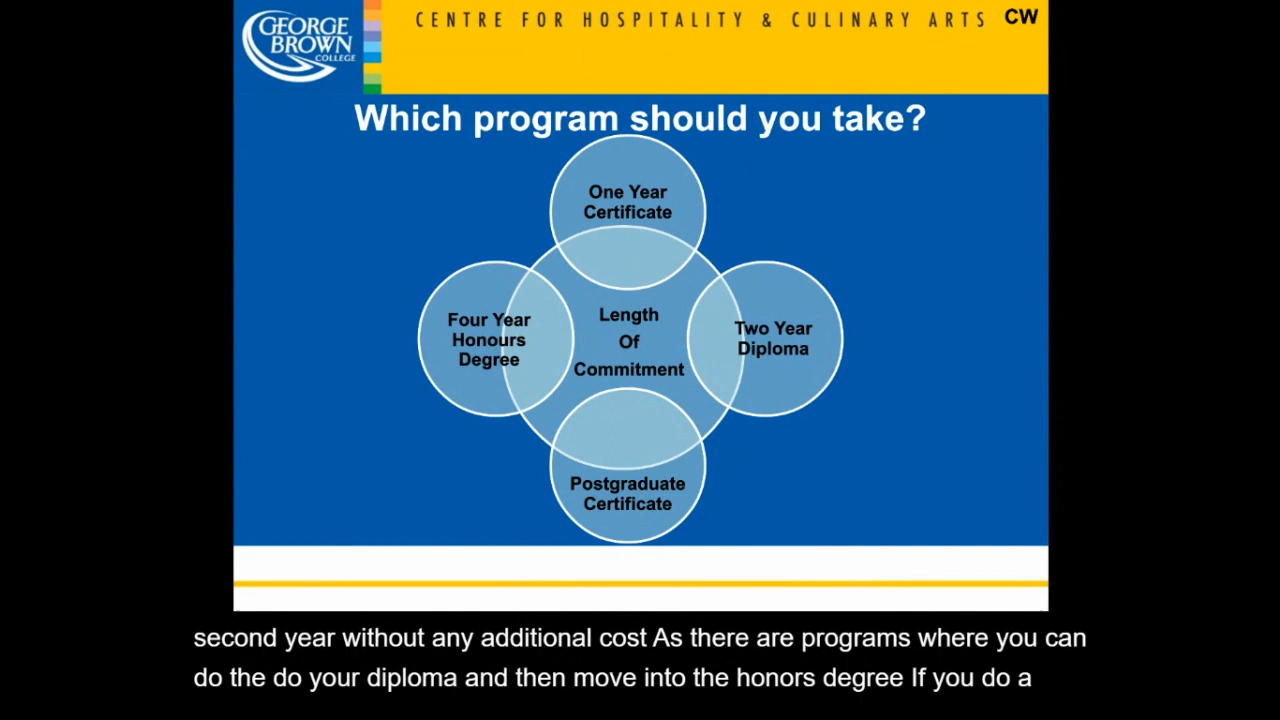 GEORGE
BROWN
COLLEGE
CENTRE FOR HOSPITALITY & CULINARY ARTS CW
Which program should you take?
One Year
Certificate
Four Year
Honours
Degree
Length
Of
Commitment
Two Year
Diploma
Postgraduate
Certificate
second year without any additional cost As there are programs where you can
do the do your diploma and then move into the honors degree If you do a